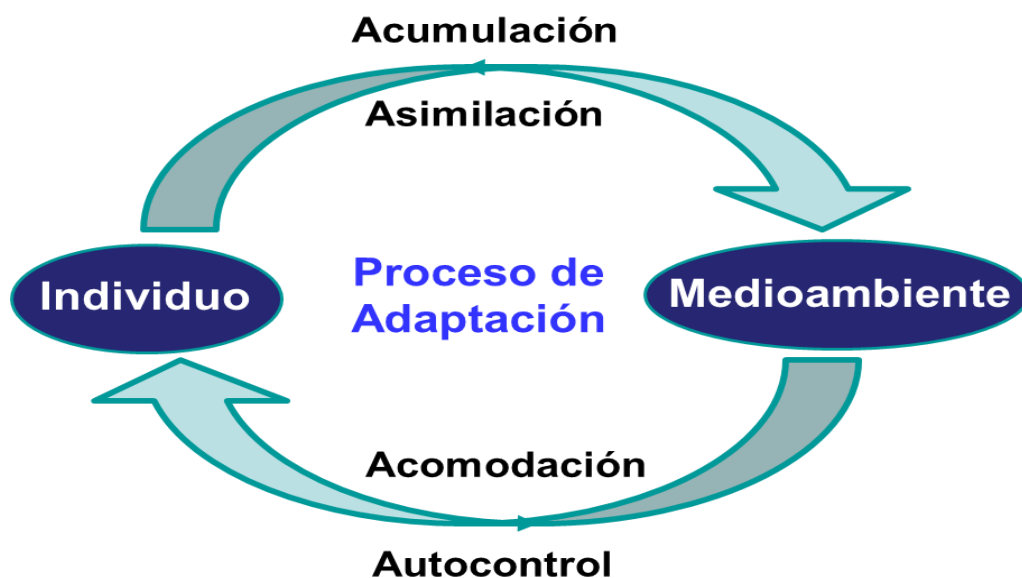 Acumulación
Asimilación
Individuo
Proceso de
Adaptación
Medioambiente
Acomodación
Autocontrol